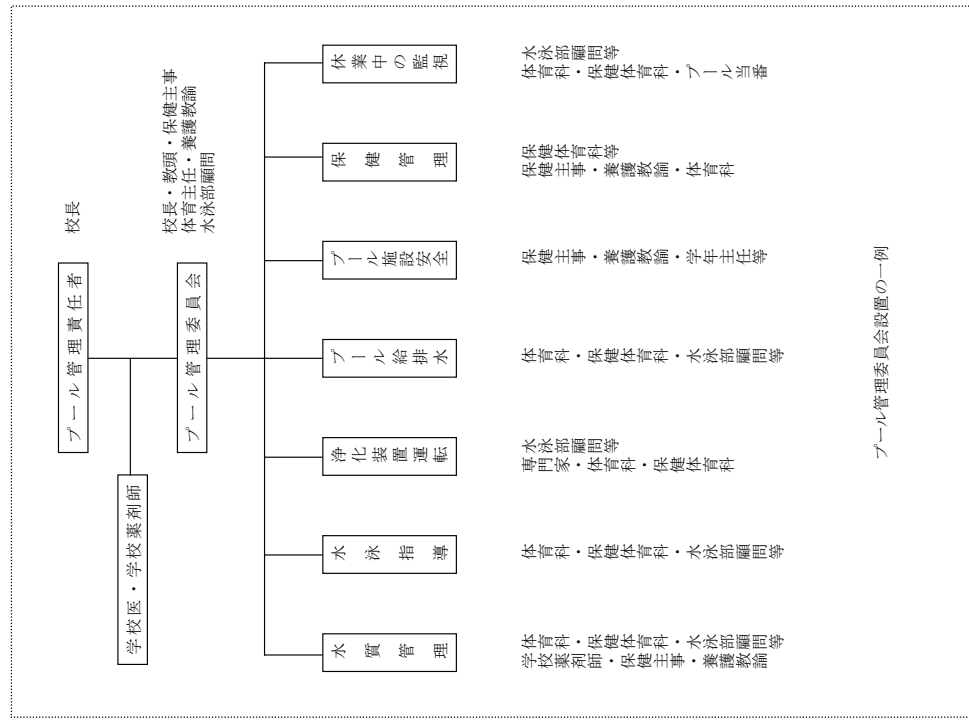 プール管理責任者
校長
学校医・学校薬剤師
プール管理委員会
校長・教頭・保健主事
体育主任・養護教諭
水泳部顧問
水質管理
水泳指導
浄化装置運転
プール給排水
プール施設安全
保健管理
休業中の監視
学校薬剤師・保健主事・養護教諭
体育科・保健体育科・水泳部顧問等
体育科・保健体育科・水泳部顧問等
専門家・体育科・保健体育科
水泳部顧問等
体育科・保健体育科・水泳部顧問等
保健主事・養護教諭・学年主任等
保健主事・養護教諭・体育科
保健体育科等
体育科・保健体育科・プール当番
水泳部顧問等
プール管理委員会設置の一例